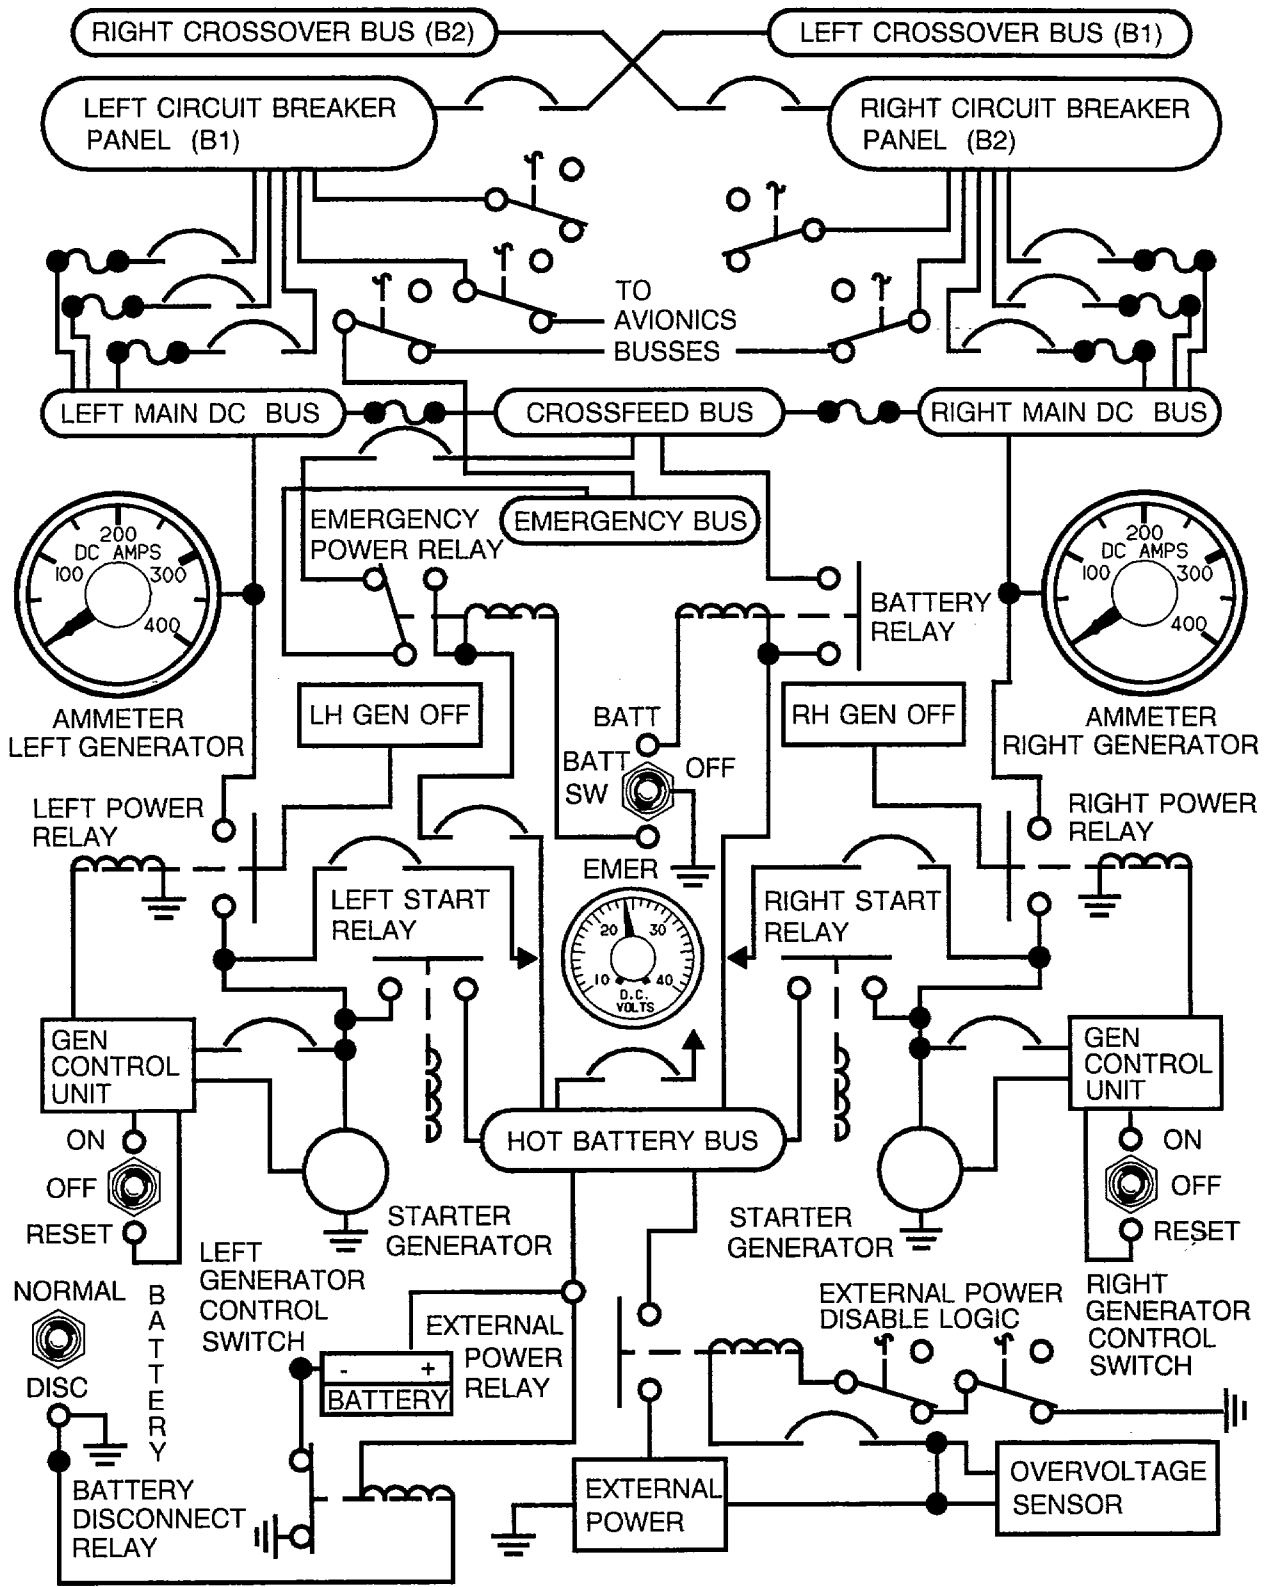 RIGHT CROSSOVER BUS (B2)
LEFT CROSSOVER BUS (B1)
LEFT CIRCUIT BREAKER
PANEL (B1)
RIGHT CIRCUIT BREAKER
PANEL (B2)
TO
AVIONICS
BUSSES
LEFT MAIN DC BUS
CROSSFEED BUS
RIGHT MAIN DC BUS
EMERGENCY BUS
EMERGENCY
POWER RELAY
200
DC AMPS
100
300
400
200
DC AMPS
100
300
400
BATTERY
RELAY
AMMETER
LEFT GENERATOR
LH GEN OFF
BATT
BATT
SW
OFF
EMER
RH GEN OFF
AMMETER
RIGHT GENERATOR
LEFT POWER
RELAY
RIGHT POWER
RELAY
LEFT START
RELAY
20
30
10
40
D.C.
VOLTS
RIGHT START
RELAY
GEN
CONTROL
UNIT
GEN
CONTROL
UNIT
HOT BATTERY BUS
ON
OFF
RESET
ON
OFF
RESET
STARTER
GENERATOR
STARTER
GENERATOR
LEFT
GENERATOR
CONTROL
SWITCH
RIGHT
GENERATOR
CONTROL
SWITCH
NORMAL
DISC
BATTERY
EXTERNAL
POWER
RELAY
EXTERNAL POWER
DISABLE LOGIC
- +
BATTERY
BATTERY
DISCONNECT
RELAY
EXTERNAL
POWER
OVERVOLTAGE
SENSOR